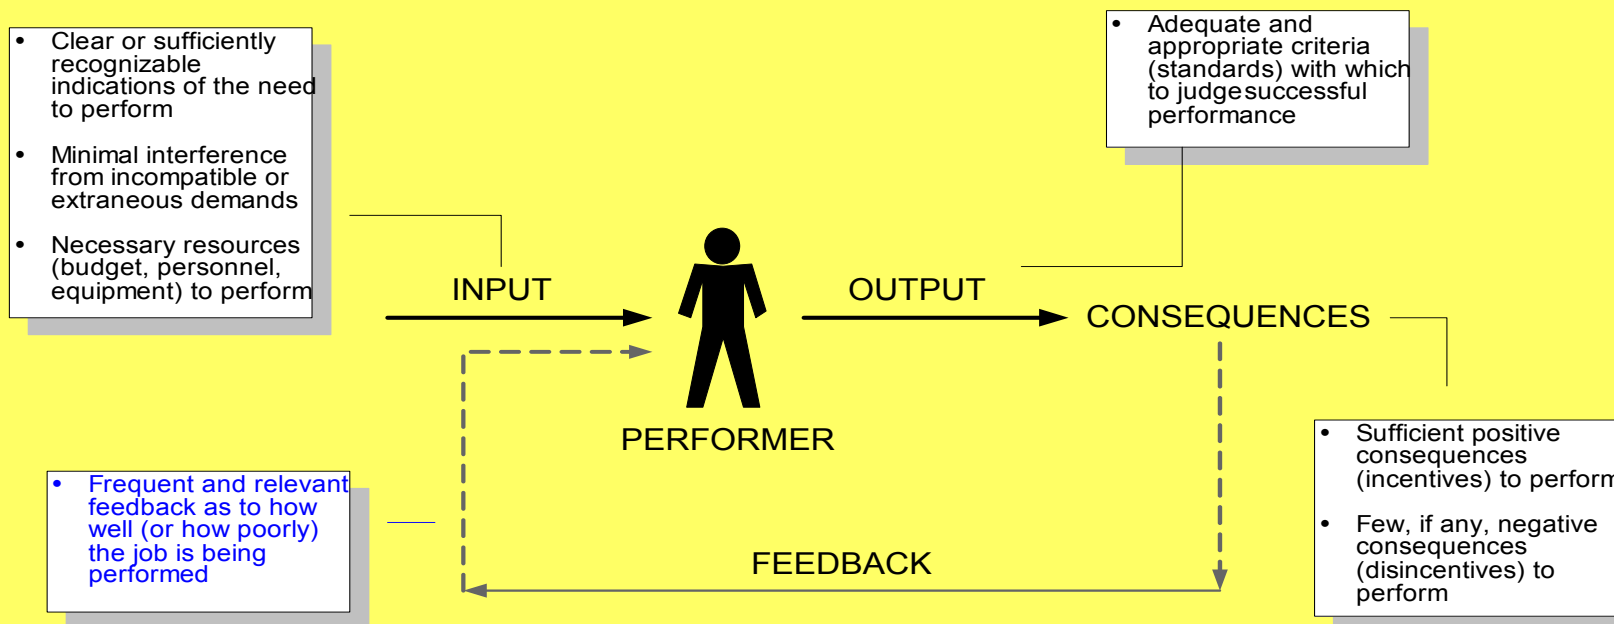 • Clear or sufficiently
recognizable
indications of the need
to perform
• Minimal interference
from incompatible or
extraneous demands
• Necessary resources
(budget, personnel,
equipment) to perform
• Adequate and
appropriate criteria
(standards) with which
to judgesuccessful
performance
INPUT
OUTPUT
CONSEQUENCES
PERFORMER
• Frequent and relevant
feedback as to how
well (or how poorly)
the job is being
performed
FEEDBACK
• Sufficient positive
consequences
(incentives) to perform
• Few, if any, negative
consequences
(disincentives) to
perform